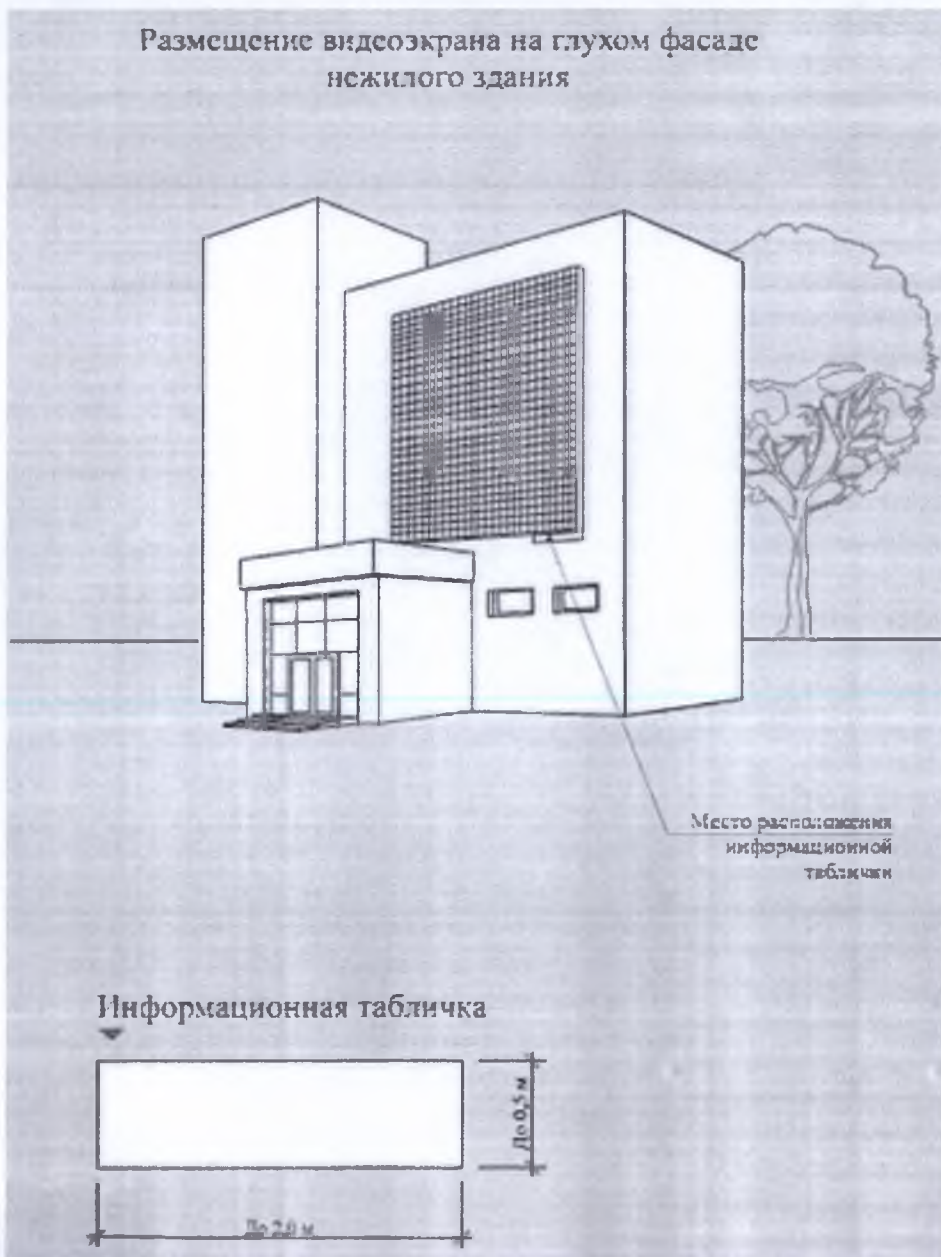 Размещение видеоэкрана на глухом фасаде
нежилого здания
Место расположения
информационной
таблички
Информационная табличка
До 0,5 м
До 2,0 м